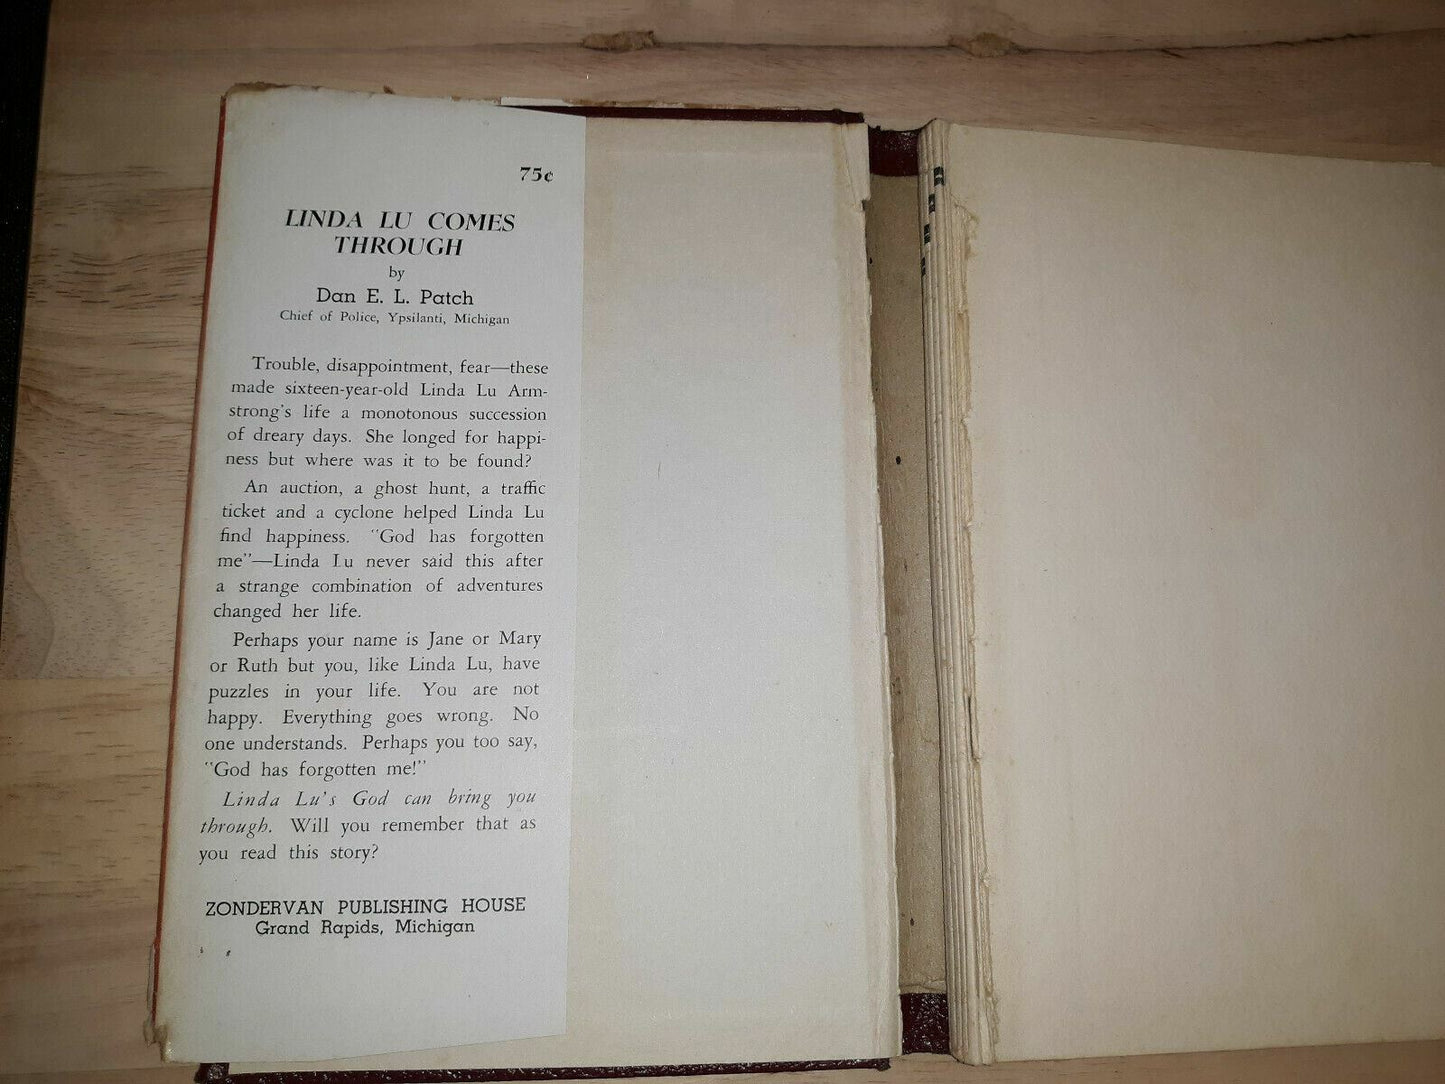 75¢
LINDA LU COMES
THROUGH
by
Dan E. L. Patch
Chief of Police, Ypsilanti, Michigan
Trouble, disappointment, fear—these
made sixteen-year-old Linda Lu Arm-
strong's life a monotonous succession
of dreary days. She longed for happi-
ness but where was it to be found?
An auction, a ghost hunt, a traffic
ticket and a cyclone helped Linda Lu
find happiness. "God has forgotten
me"—Linda Lu never said this after
a strange combination of adventures
changed her life.
Perhaps your name is Jane or Mary
or Ruth but you, like Linda Lu, have
puzzles in your life. You are not
happy. Everything goes wrong. No
one understands. Perhaps you too say,
"God has forgotten me!"
Linda Lu's God can bring you
through. Will you remember that as
you read this story?
ZONDERVAN PUBLISHING HOUSE
Grand Rapids, Michigan